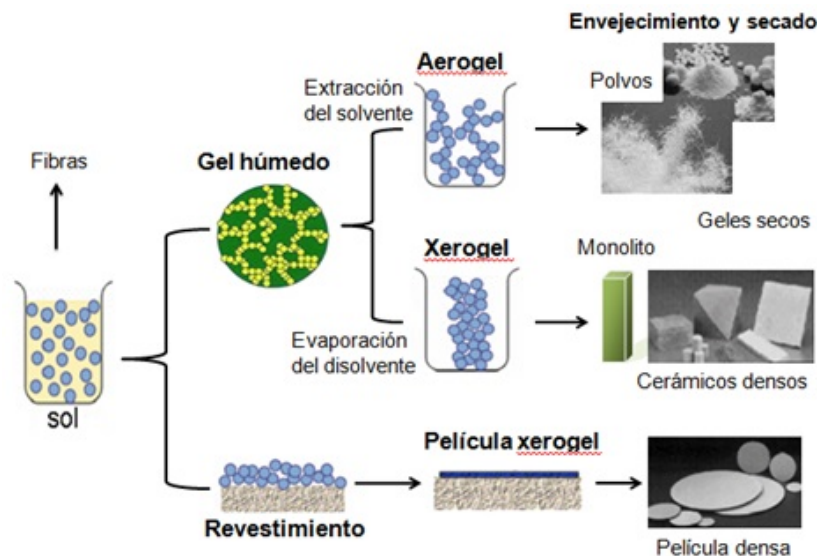 Envejecimiento y secado
Aerogel
Extracción
del solvente
Polvos
Fibras
Gel húmedo
Geles secos
Xerogel
Monolito
Evaporación
del disolvente
Cerámicos densos
sol
Película xerogel
Revestimiento
Película densa